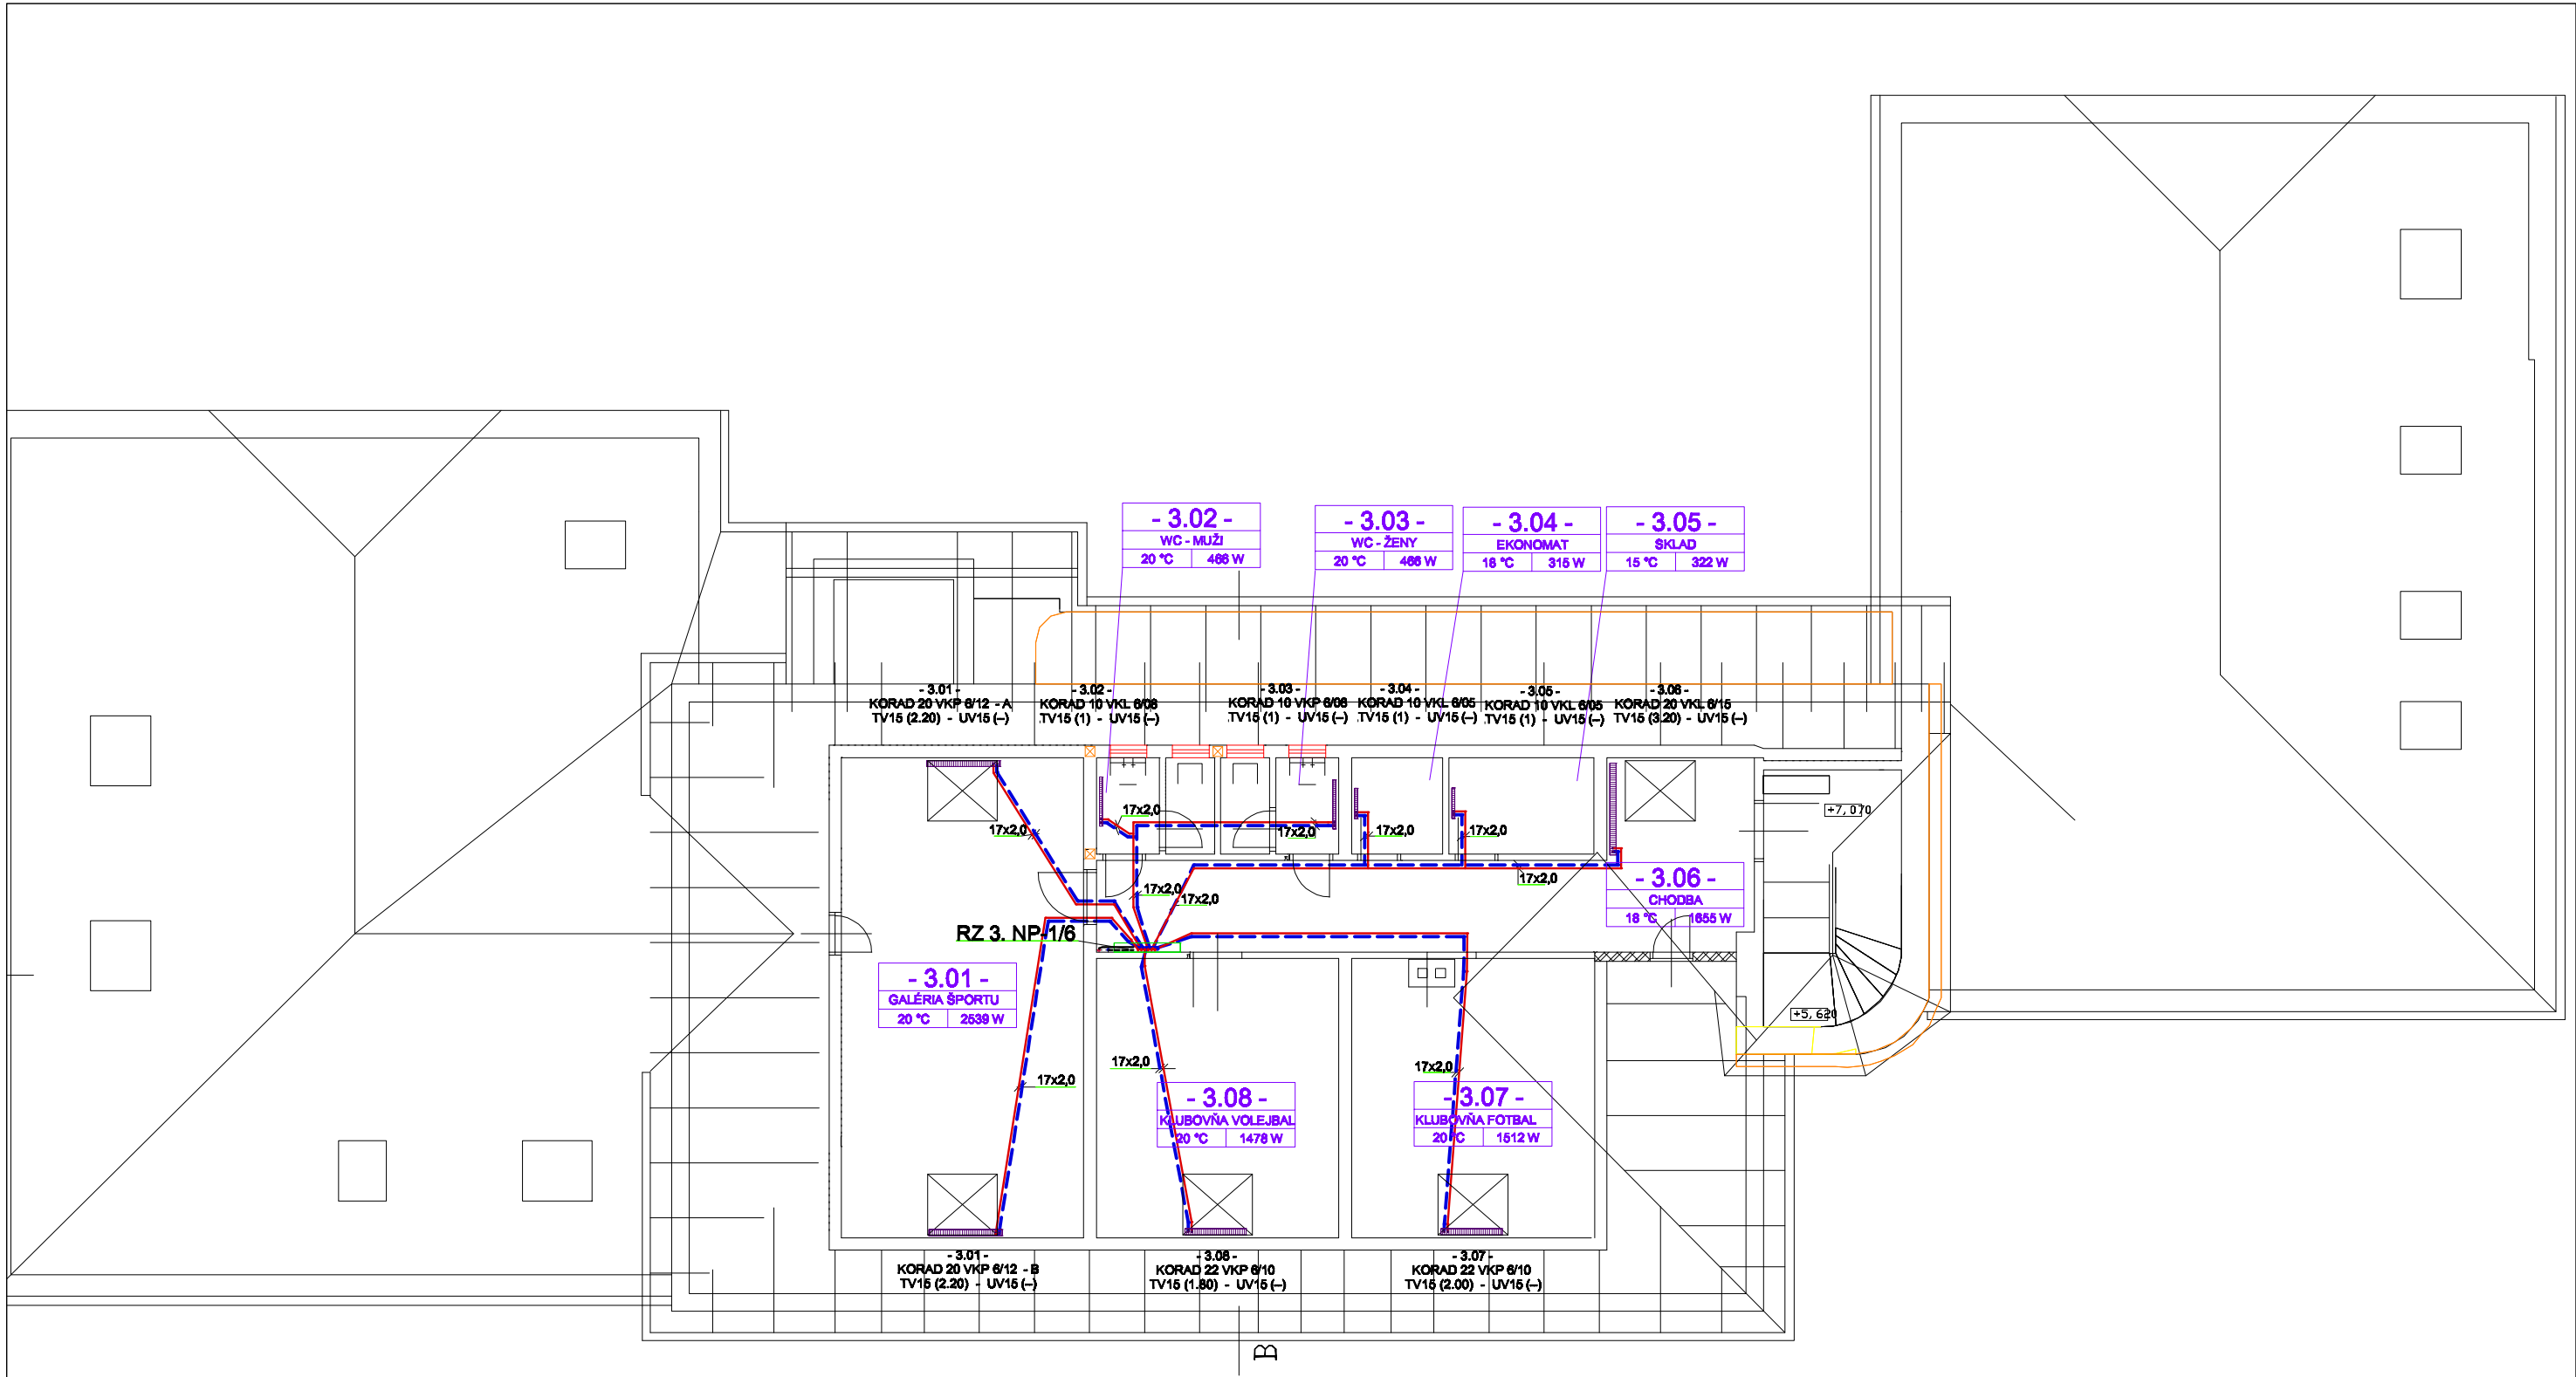 - 3.02 -
WC - MUŽI
20 °C 466 W
- 3.03 -
WC - ŽENY
20 °C 466 W
- 3.04 -
EKONOMAT
18 °C 315 W
- 3.05 -
SKLAD
15 °C 322 W
- 3.01 -
KORAD 20 VKP 6/12 - A
TV15 (2.20) - UV15 (--)
- 3.02 -
KORAD 10 VKL 6/06
TV15 (1) - UV15 (--)
- 3.03 -
KORAD 10 VKP 6/06
TV15 (1) - UV15 (--)
- 3.04 -
KORAD 10 VKL 6/05
TV15 (1) - UV15 (--)
- 3.05 -
KORAD 10 VKL 6/05
TV15 (1) - UV15 (--)
- 3.06 -
KORAD 20 VKL 6/15
TV15 (3.20) - UV15 (--)
17x2,0
17x2,0
17x2,0
17x2,0
17x2,0
+7,070
17x2,0
17x2,0
17x2,0
- 3.06 -
CHODBA
18 °C 1655 W
RZ 3. NP-1/6
- 3.01 -
GALÉRIA ŠPORTU
20 °C 2539 W
+5,620
17x2,0
17x2,0
17x2,0
- 3.08 -
KLUBOVŇA VOLEJBAL
20 °C 1478 W
- 3.07 -
KLUBOVŇA FOTBAL
20 °C 1512 W
- 3.01 -
KORAD 20 VKP 6/12 - B
TV15 (2.20) - UV15 (--)
- 3.08 -
KORAD 22 VKP 6/10
TV15 (1.80) - UV15 (--)
- 3.07 -
KORAD 22 VKP 6/10
TV15 (2.00) - UV15 (--)
B